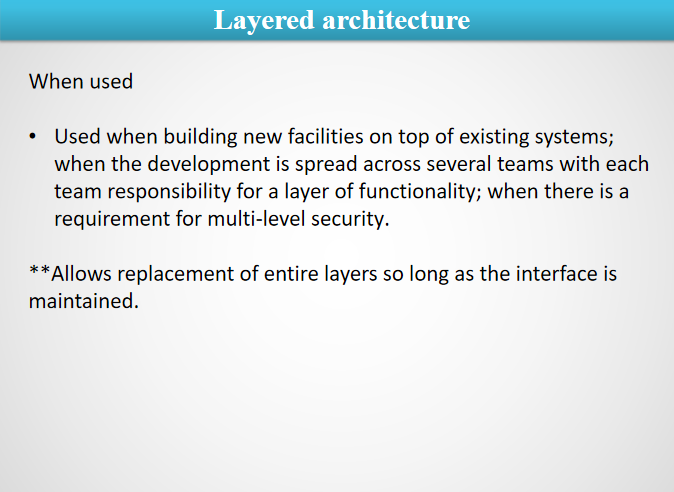 Layered architecture
When used
• Used when building new facilities on top of existing systems;
when the development is spread across several teams with each
team responsibility for a layer of functionality; when there is a
requirement for multi-level security.
**Allows replacement of entire layers so long as the interface is
maintained.